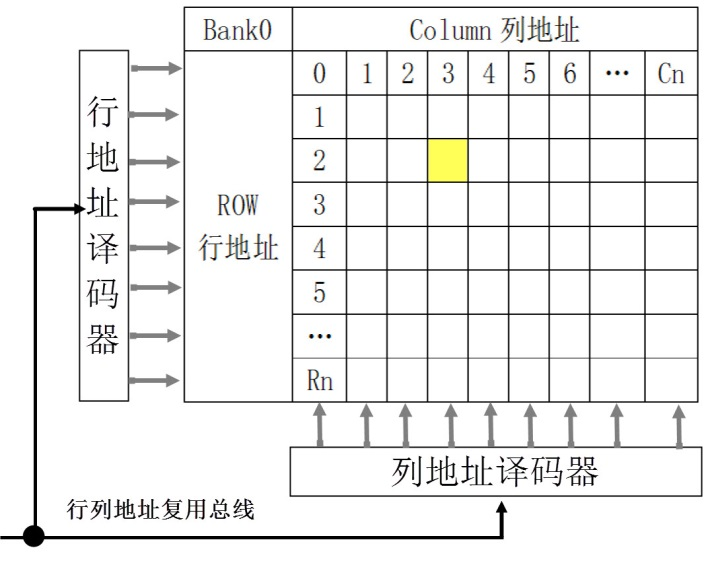 Bank0
Column 列地址
0 1 2 3 4 5 6 … Cn
1
2
3
4
5
…
Rn
ROW
行地址
行地址译码器
列地址译码器
行列地址复用总线